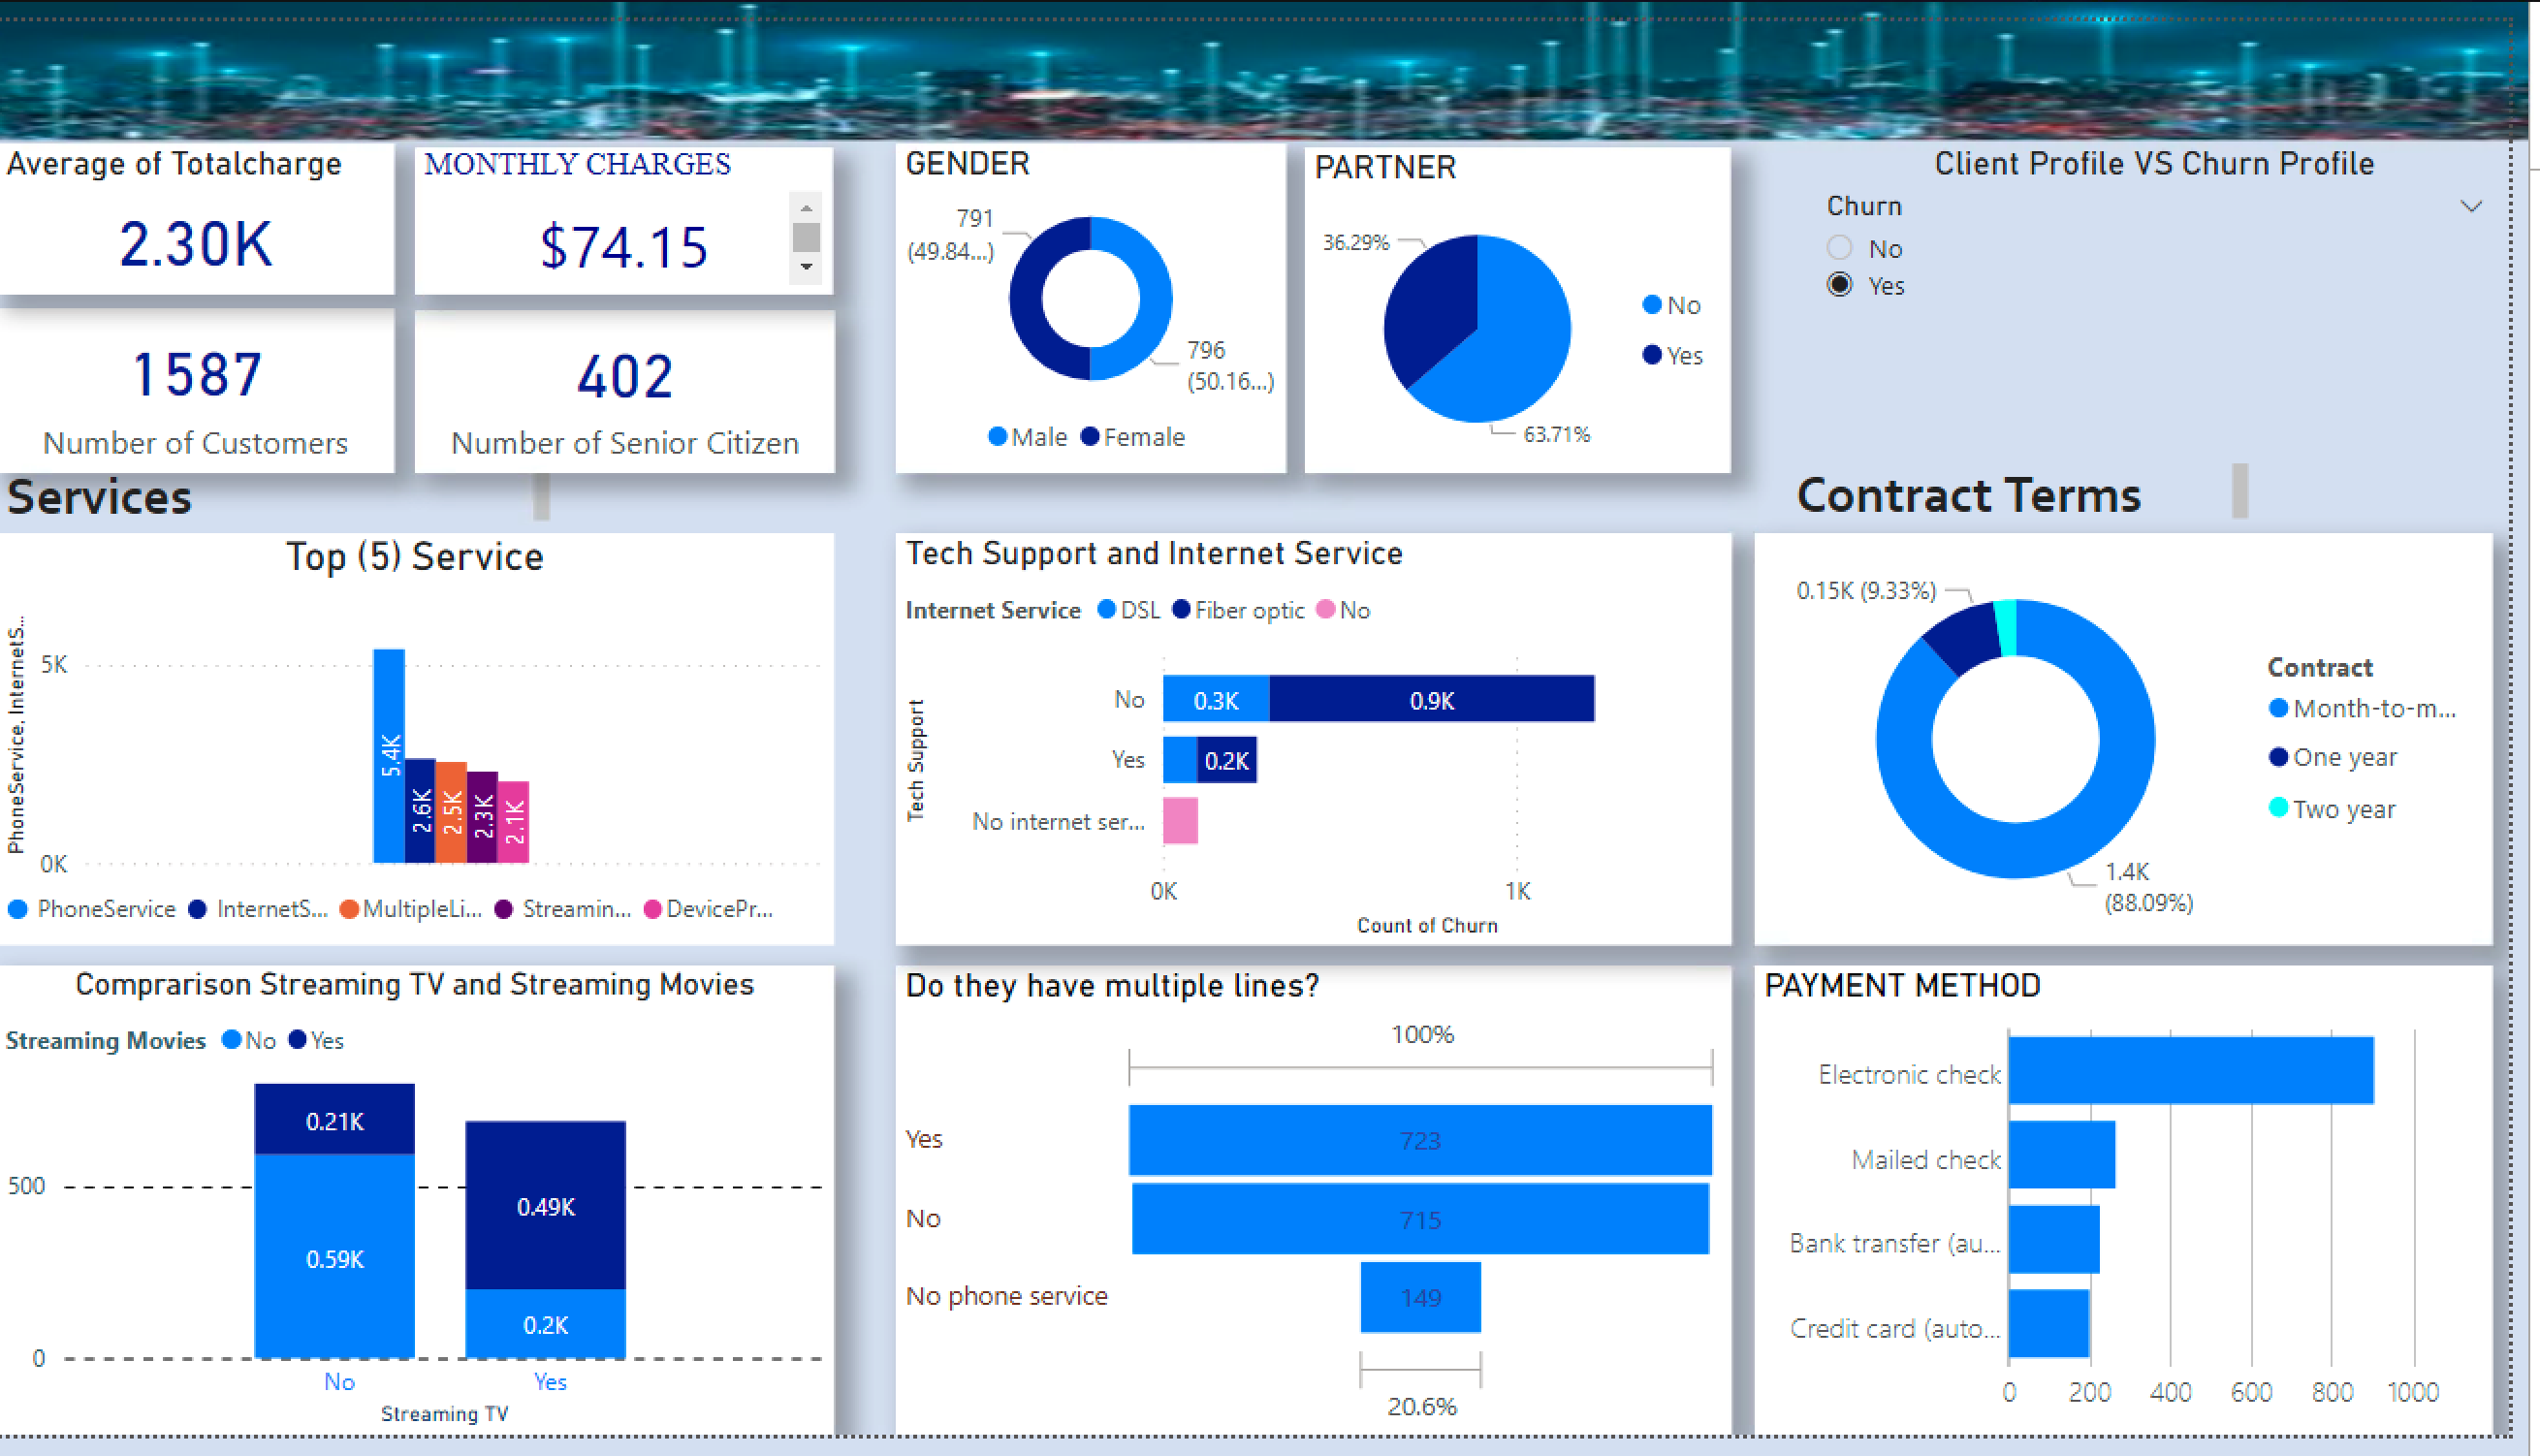 Average of Totalcharge
2.30K
MONTHLY CHARGES
$74.15
1587
Number of Customers
402
Number of Senior Citizen
GENDER
791
(49.84...)
796
(50.16...)
Male Female
PARTNER
36.29%
63.71%
No
Yes
Client Profile VS Churn Profile
Churn
No
Yes
Services
Contract Terms
Top (5) Service
PhoneService, InternetS...
5K
0K
5.4K
2.6K
2.5K
2.3K
2.1K
PhoneService InternetS... MultipleLi... Streamin... DevicePr...
Tech Support and Internet Service
Internet Service DSL Fiber optic No
Tech Support
No 0.3K 0.9K
Yes 0.2K
No internet ser...
0K 1K
Count of Churn
0.15K (9.33%)
1.4K
(88.09%)
Contract
Month-to-m...
One year
Two year
Comprarison Streaming TV and Streaming Movies
Streaming Movies No Yes
500
0
0.21K
0.59K
0.49K
0.2K
No Yes
Streaming TV
Do they have multiple lines?
100%
Yes 723
No 715
No phone service 149
20.6%
PAYMENT METHOD
Electronic check
Mailed check
Bank transfer (au...
Credit card (auto...
0 200 400 600 800 1000